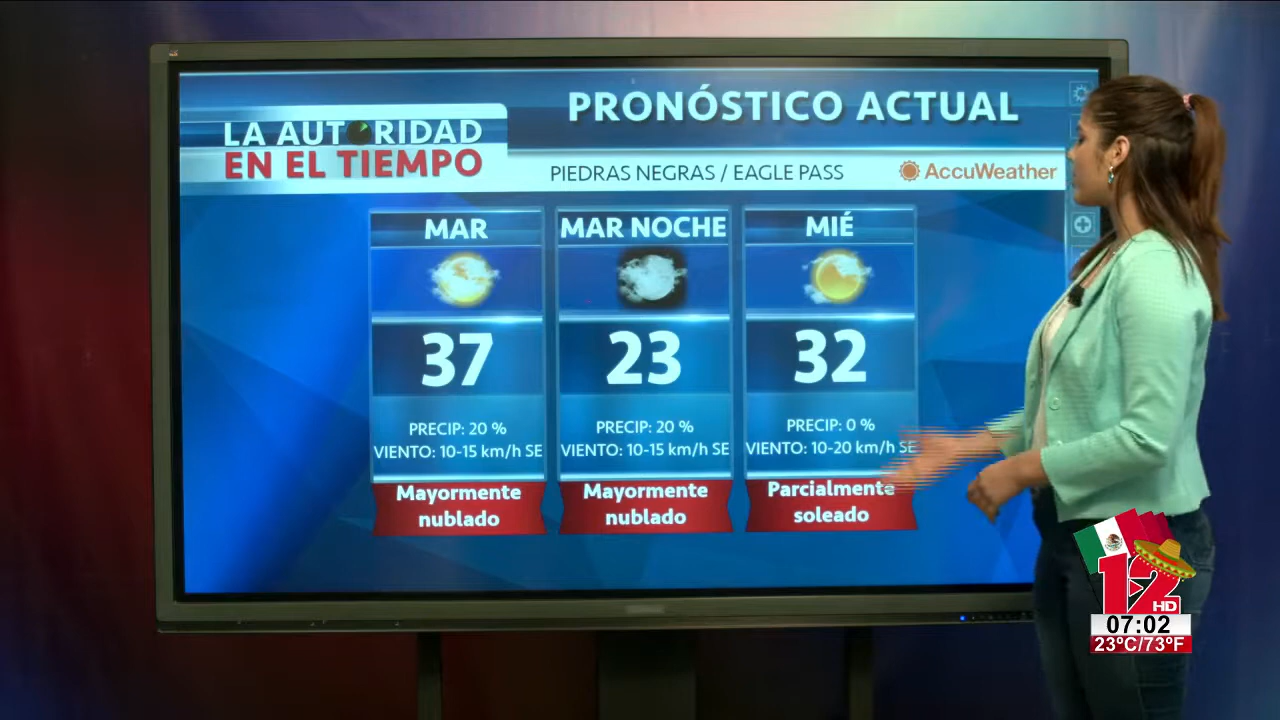 PRONÓSTICO ACTUAL
LA AUTORIDAD
EN EL TIEMPO
PIEDRAS NEGRAS / EAGLE PASS
AccuWeather
MAR
MAR NOCHE
MIÉ
37
23
32
PRECIP: 20 %
PRECIP: 20 %
PRECIP: 0 %
VIENTO: 10-15 km/h SE
VIENTO: 10-15 km/h SE
VIENTO: 10-20 km/h SE
Mayormente
nublado
Mayormente
nublado
Parcialmente
soleado
12
HD
07:02
23ºC/73ºF